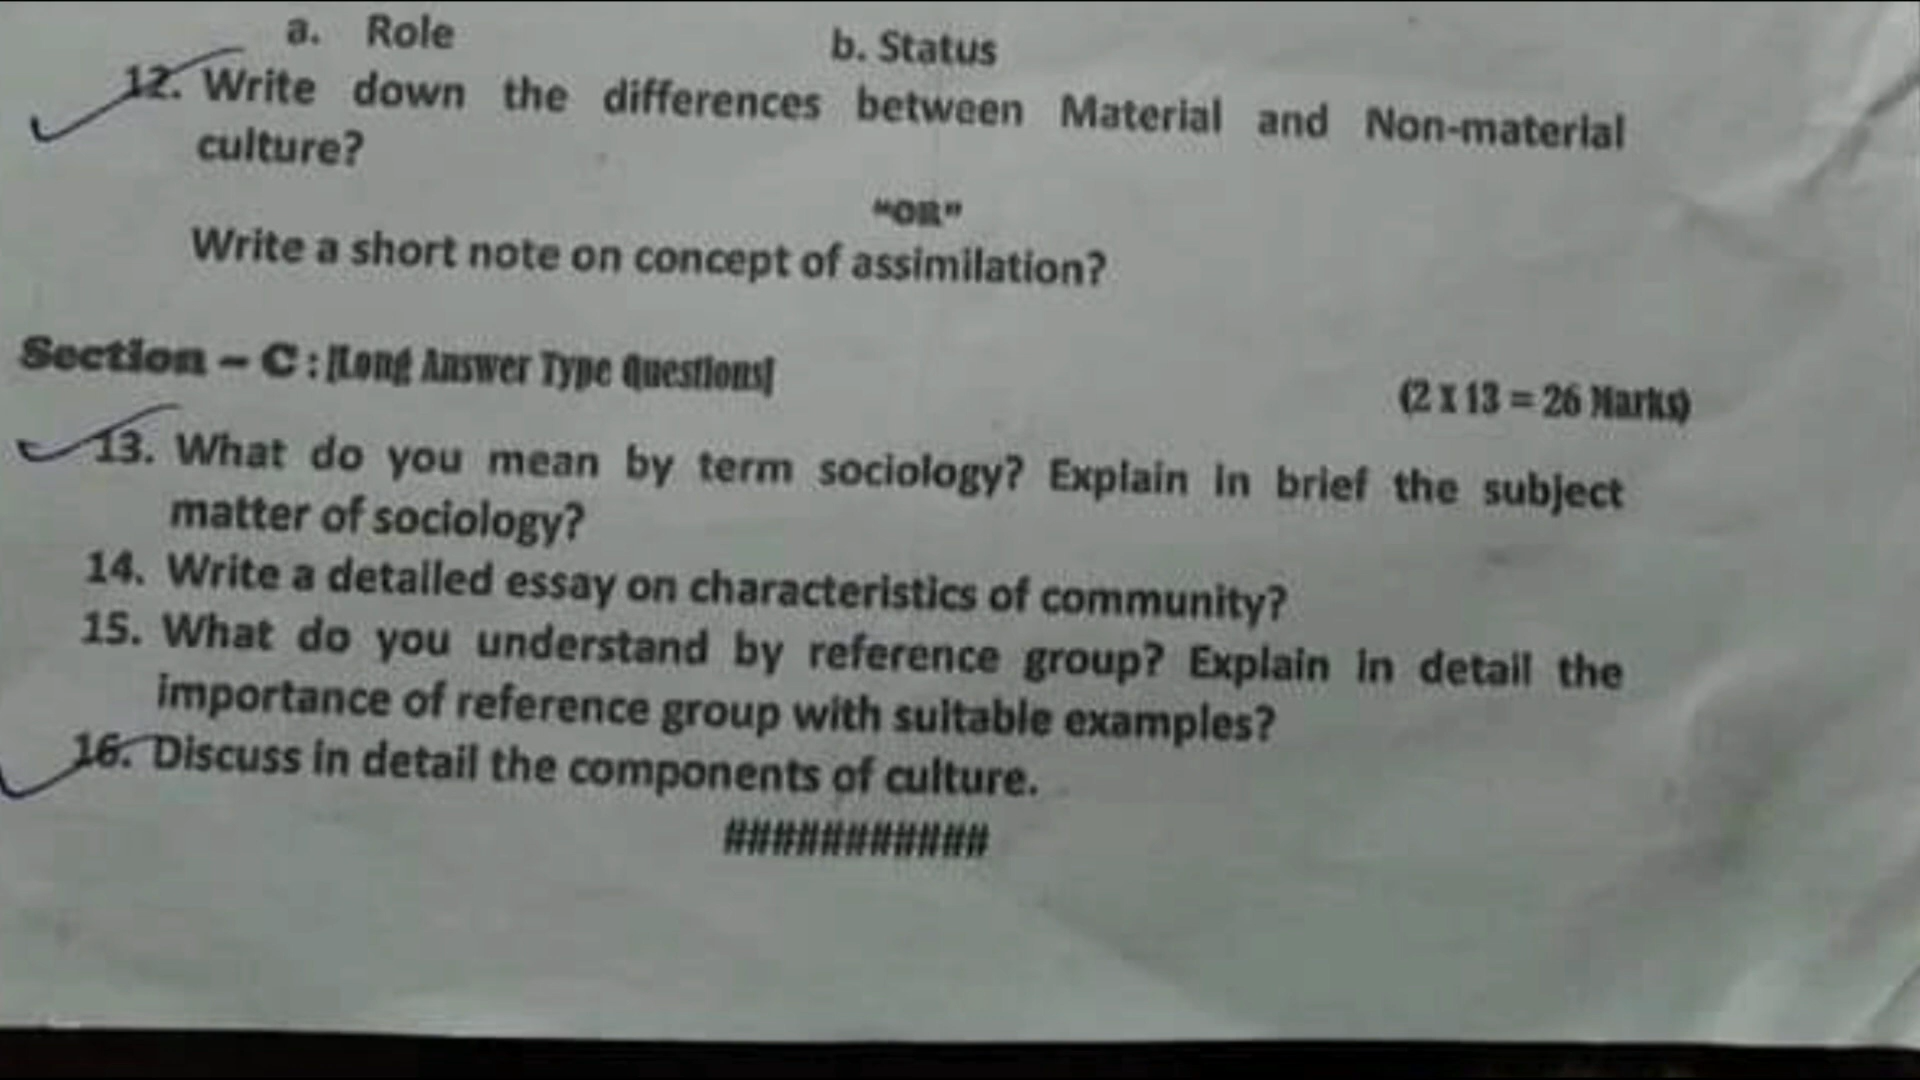 a. Role b. Status
12. Write down the differences between Material and Non-material
culture?
"OR"
Write a short note on concept of assimilation?
Section – C : [Long Answer Type Questions]
(2 X 13 = 26 Marks)
13. What do you mean by term sociology? Explain in brief the subject
matter of sociology?
14. Write a detailed essay on characteristics of community?
15. What do you understand by reference group? Explain in detail the
importance of reference group with suitable examples?
16. Discuss in detail the components of culture.
###########